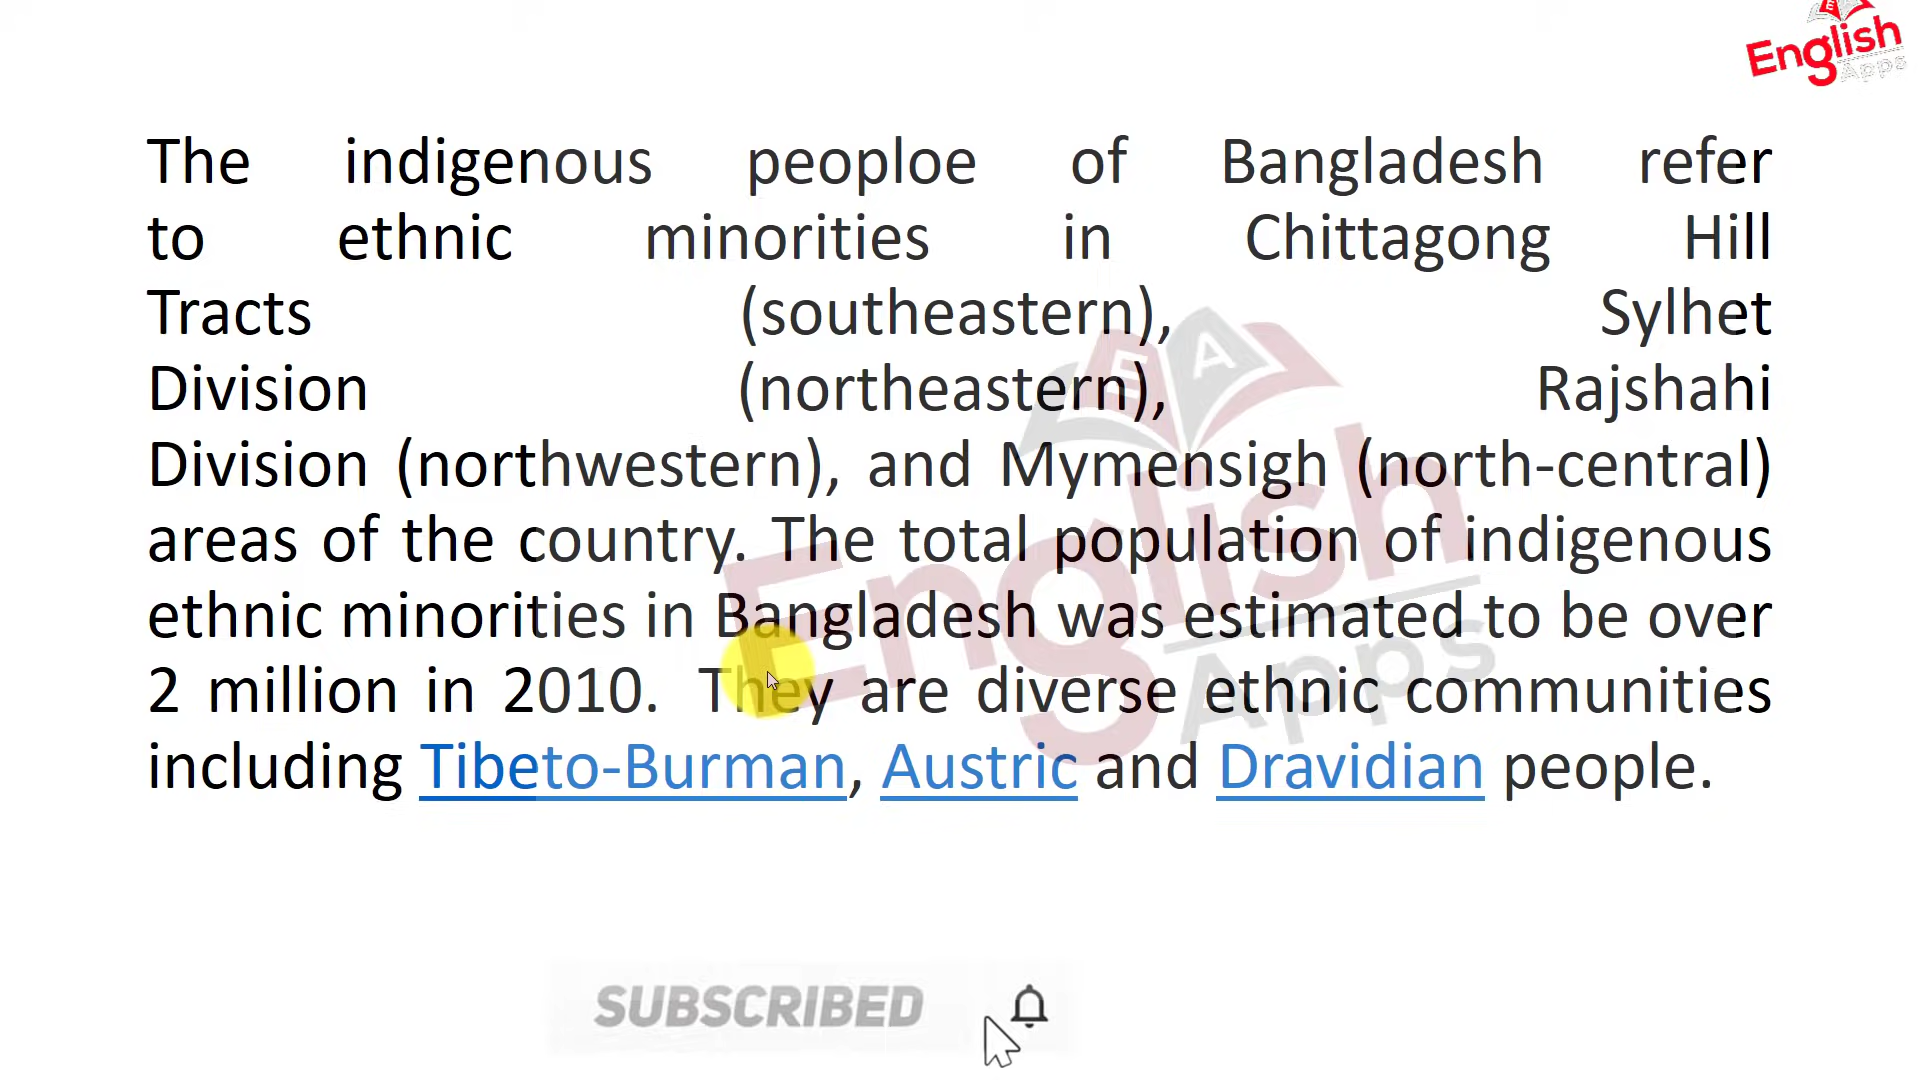 English
Apps
The indigenous peoploe of Bangladesh refer
to ethnic minorities in Chittagong Hill
Tracts (southeastern), Sylhet
Division (northeastern), Rajshahi
Division (northwestern), and Mymensigh (north-central)
areas of the country. The total population of indigenous
ethnic minorities in Bangladesh was estimated to be over
2 million in 2010. They are diverse ethnic communities
including Tibeto-Burman, Austric and Dravidian people.
E A
English
Apps
SUBSCRIBED